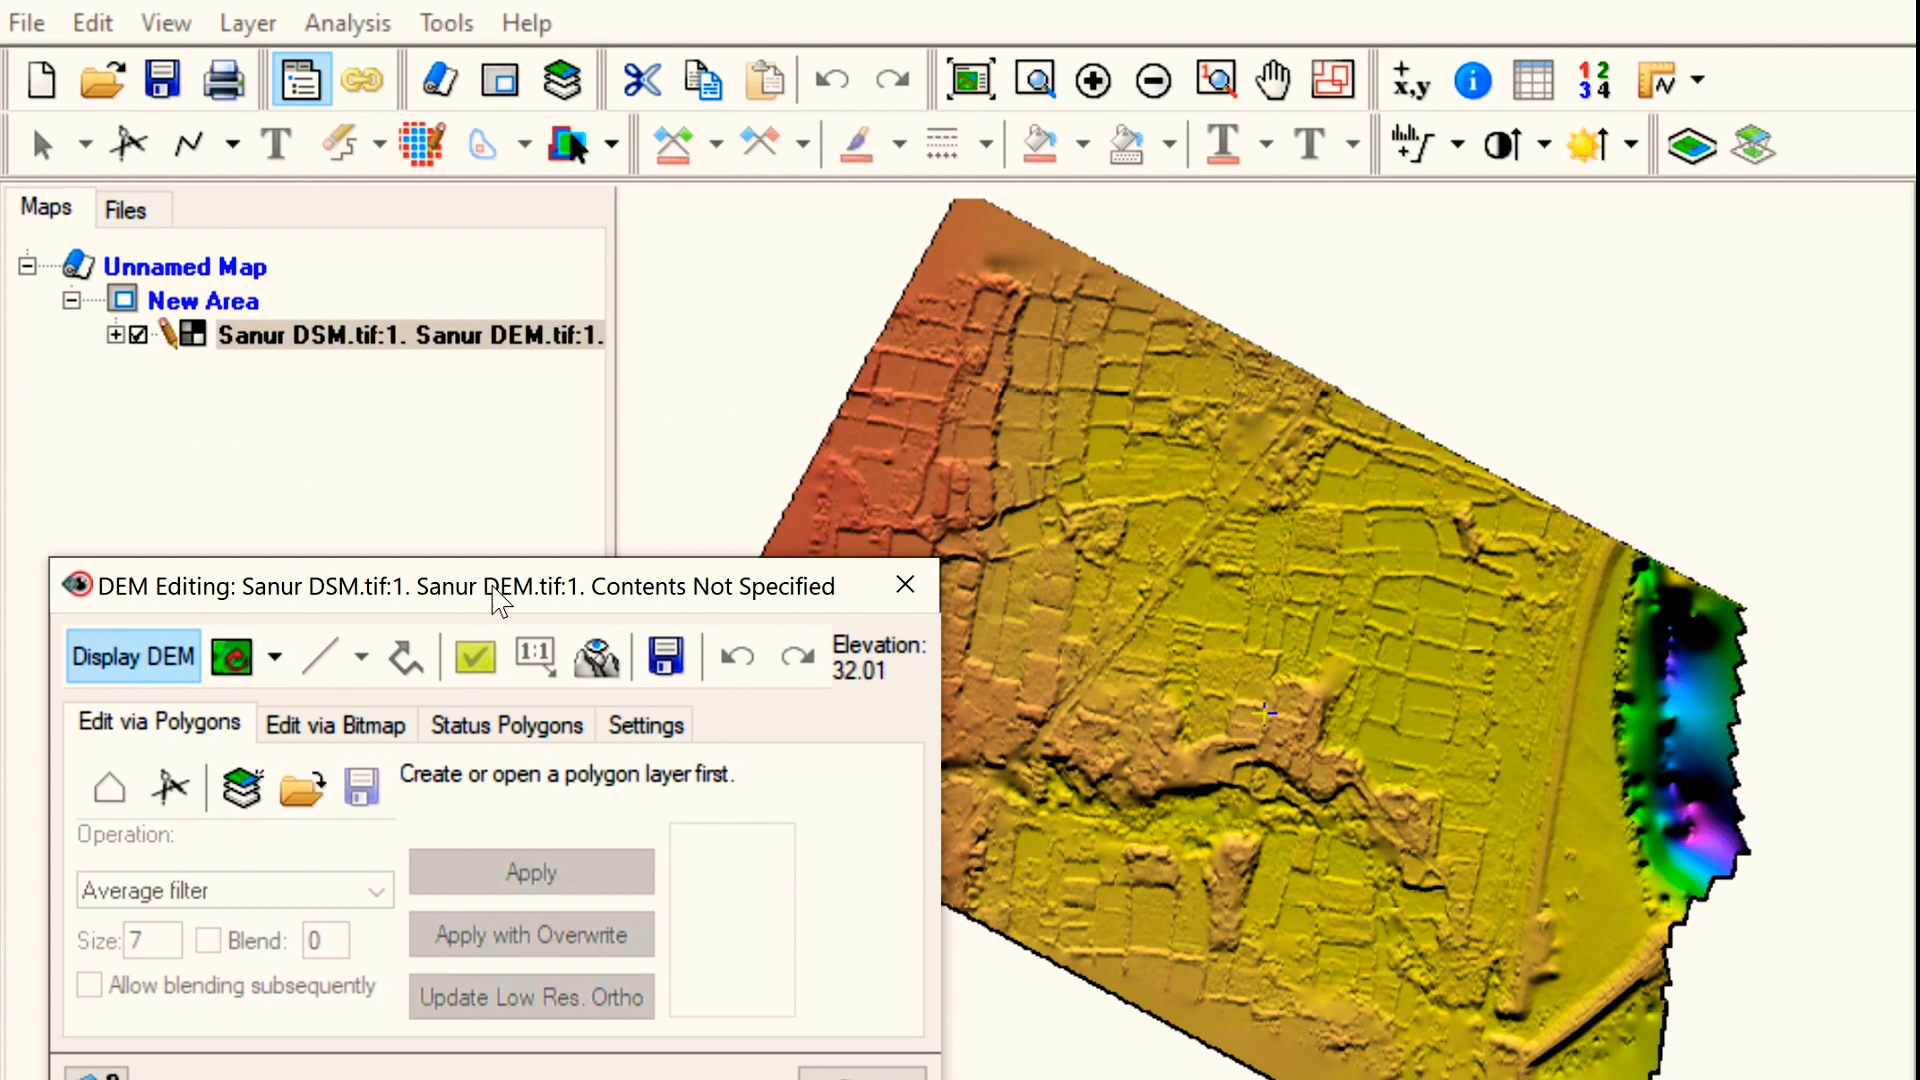 File Edit View Layer Analysis Tools Help
+
x,y
1 2
3 4
Maps Files
Unnamed Map
New Area
Sanur DSM.tif:1. Sanur DEM.tif:1.
DEM Editing: Sanur DSM.tif:1. Sanur DEM.tif:1. Contents Not Specified
Display DEM
1:1
Elevation:
32.01
Edit via Polygons Edit via Bitmap Status Polygons Settings
Create or open a polygon layer first.
Operation:
Average filter
Size: 7 Blend: 0
Allow blending subsequently
Apply
Apply with Overwrite
Update Low Res. Ortho